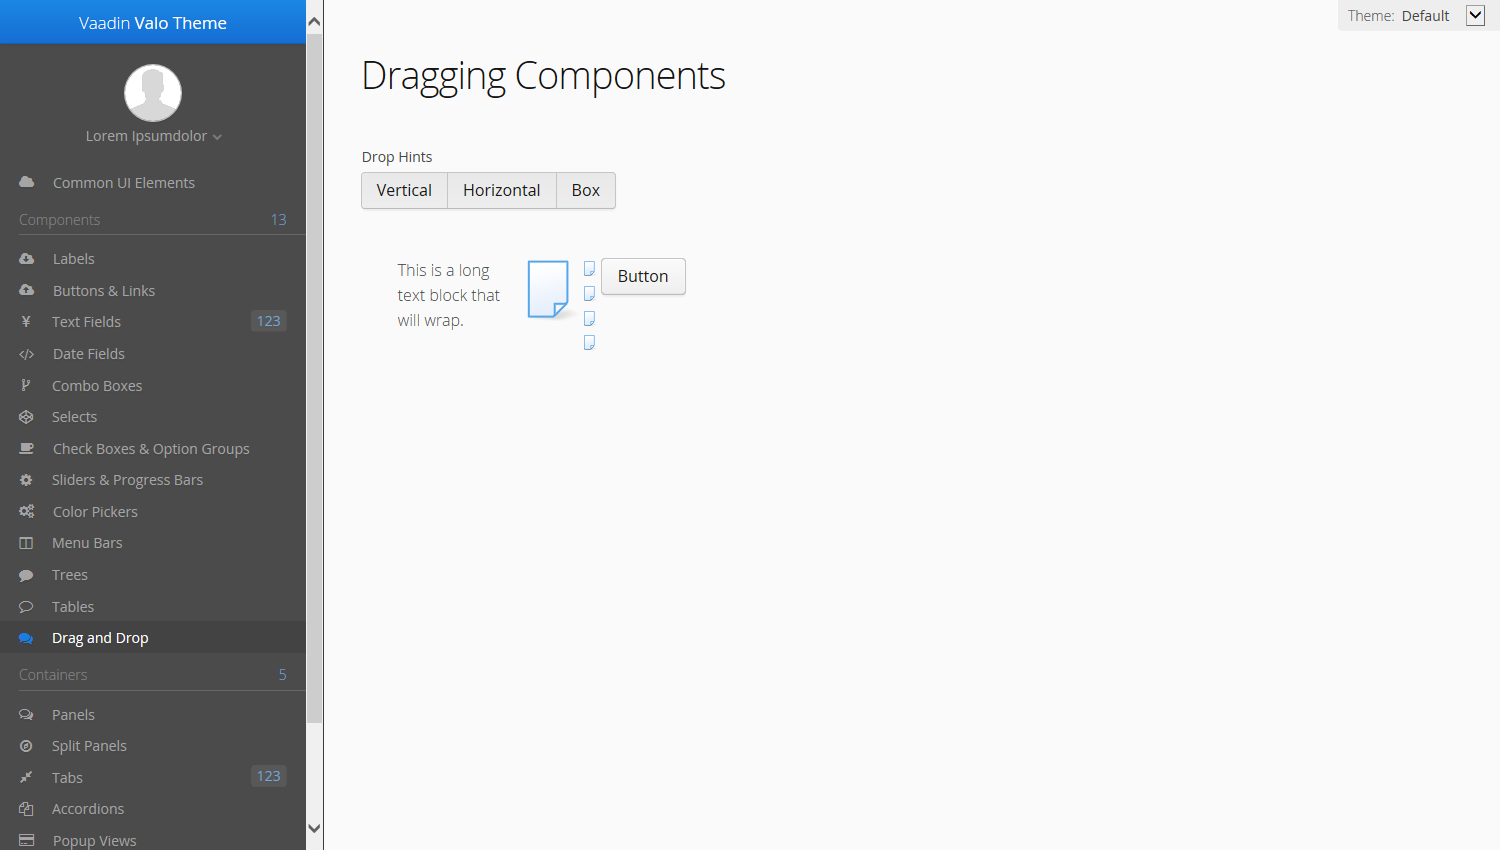 Vaadin Valo Theme
Lorem Ipsumdolor
Common UI Elements
Components 13
Labels
Buttons & Links
Text Fields 123
Date Fields
Combo Boxes
Selects
Check Boxes & Option Groups
Sliders & Progress Bars
Color Pickers
Menu Bars
Trees
Tables
Drag and Drop
Containers 5
Panels
Split Panels
Tabs 123
Accordions
Popup Views
Theme: Default
Dragging Components
Drop Hints
Vertical Horizontal Box
This is a long
text block that
will wrap.
Button